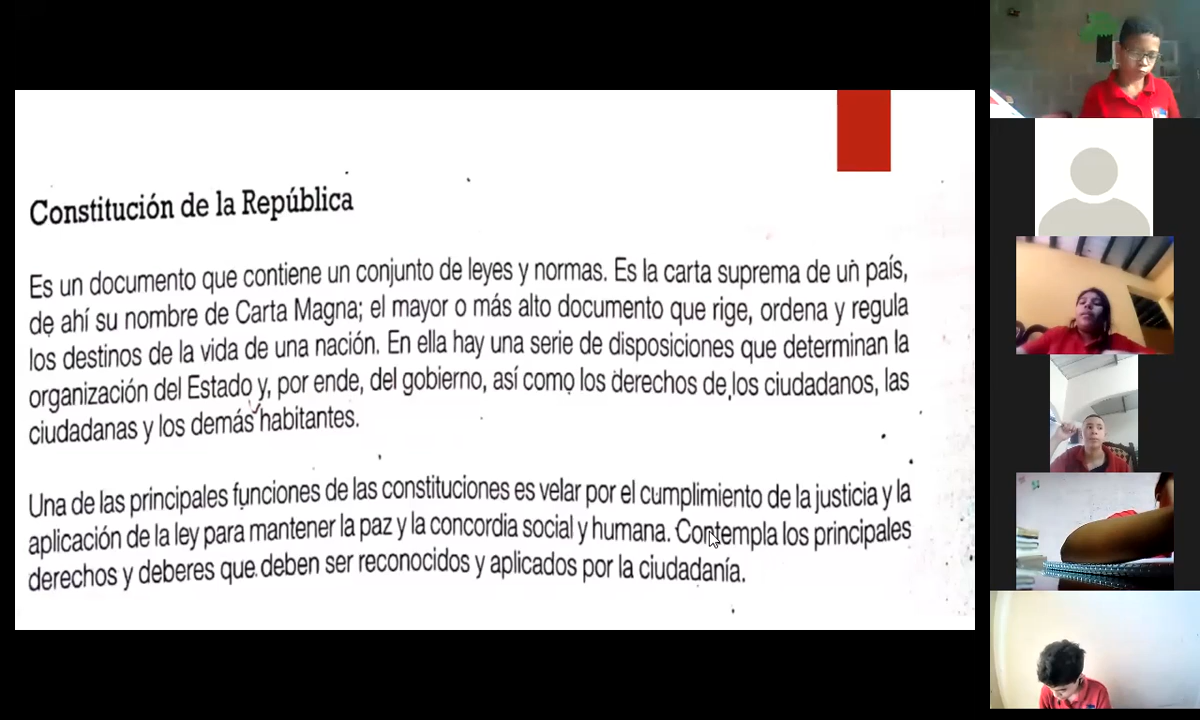 Constitución de la República
Es un documento que contiene un conjunto de leyes y normas. Es la carta suprema de un país,
de ahí su nombre de Carta Magna; el mayor o más alto documento que rige, ordena y regula
los destinos de la vida de una nación. En ella hay una serie de disposiciones que determinan la
organización del Estado y, por ende, del gobierno, así como los derechos de los ciudadanos, las
ciudadanas y los demás habitantes.
Una de las principales funciones de las constituciones es velar por el cumplimiento de la justicia y la
aplicación de la ley para mantener la paz y la concordia social y humana. Contempla los principales
derechos y deberes que deben ser reconocidos y aplicados por la ciudadanía.